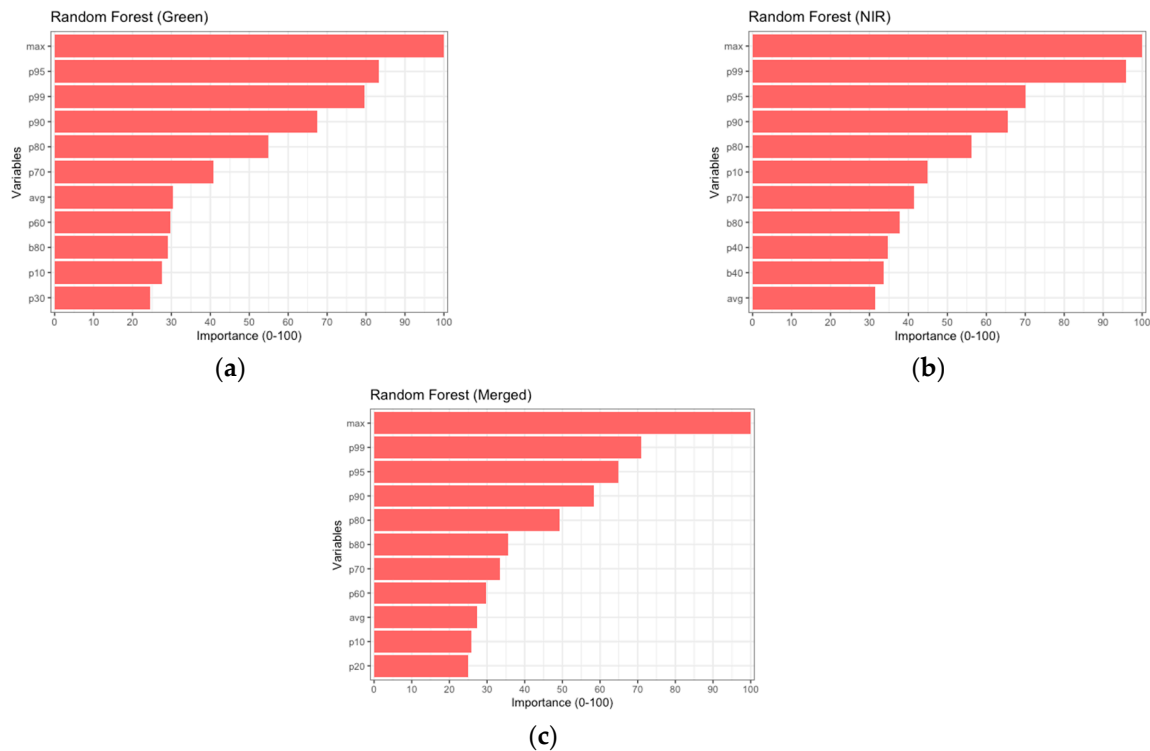 Random Forest (Green)
max
p95
p99
p90
p80
p70
avg
p60
b80
p10
p30
Variables
0 10 20 30 40 50 60 70 80 90 100
Importance (0-100)
(a)
Random Forest (NIR)
max
p99
p95
p90
p80
p10
p70
b80
p40
b40
avg
Variables
0 10 20 30 40 50 60 70 80 90 100
Importance (0-100)
(b)
Random Forest (Merged)
max
p99
p95
p90
p80
b80
p70
p60
avg
p10
p20
Variables
0 10 20 30 40 50 60 70 80 90 100
Importance (0-100)
(c)